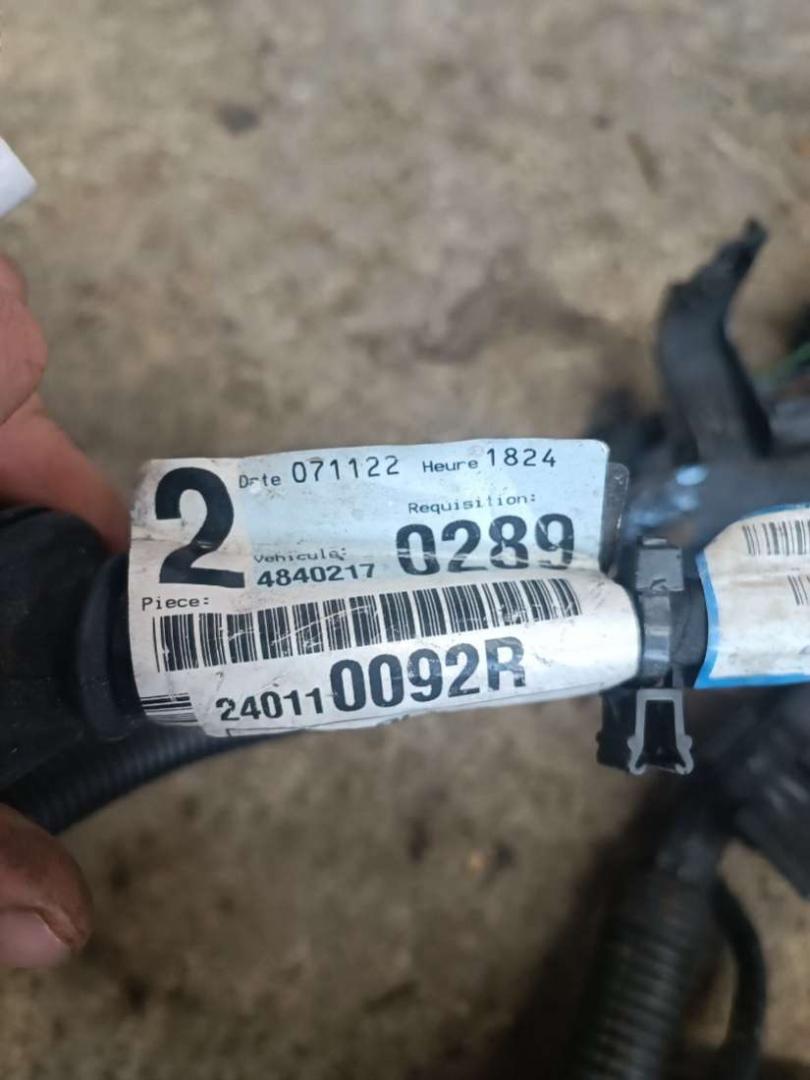 2
Date 071122 Heure 1824
Requisition:
Vehicule: 0289
4840217
Piece:
240110092R